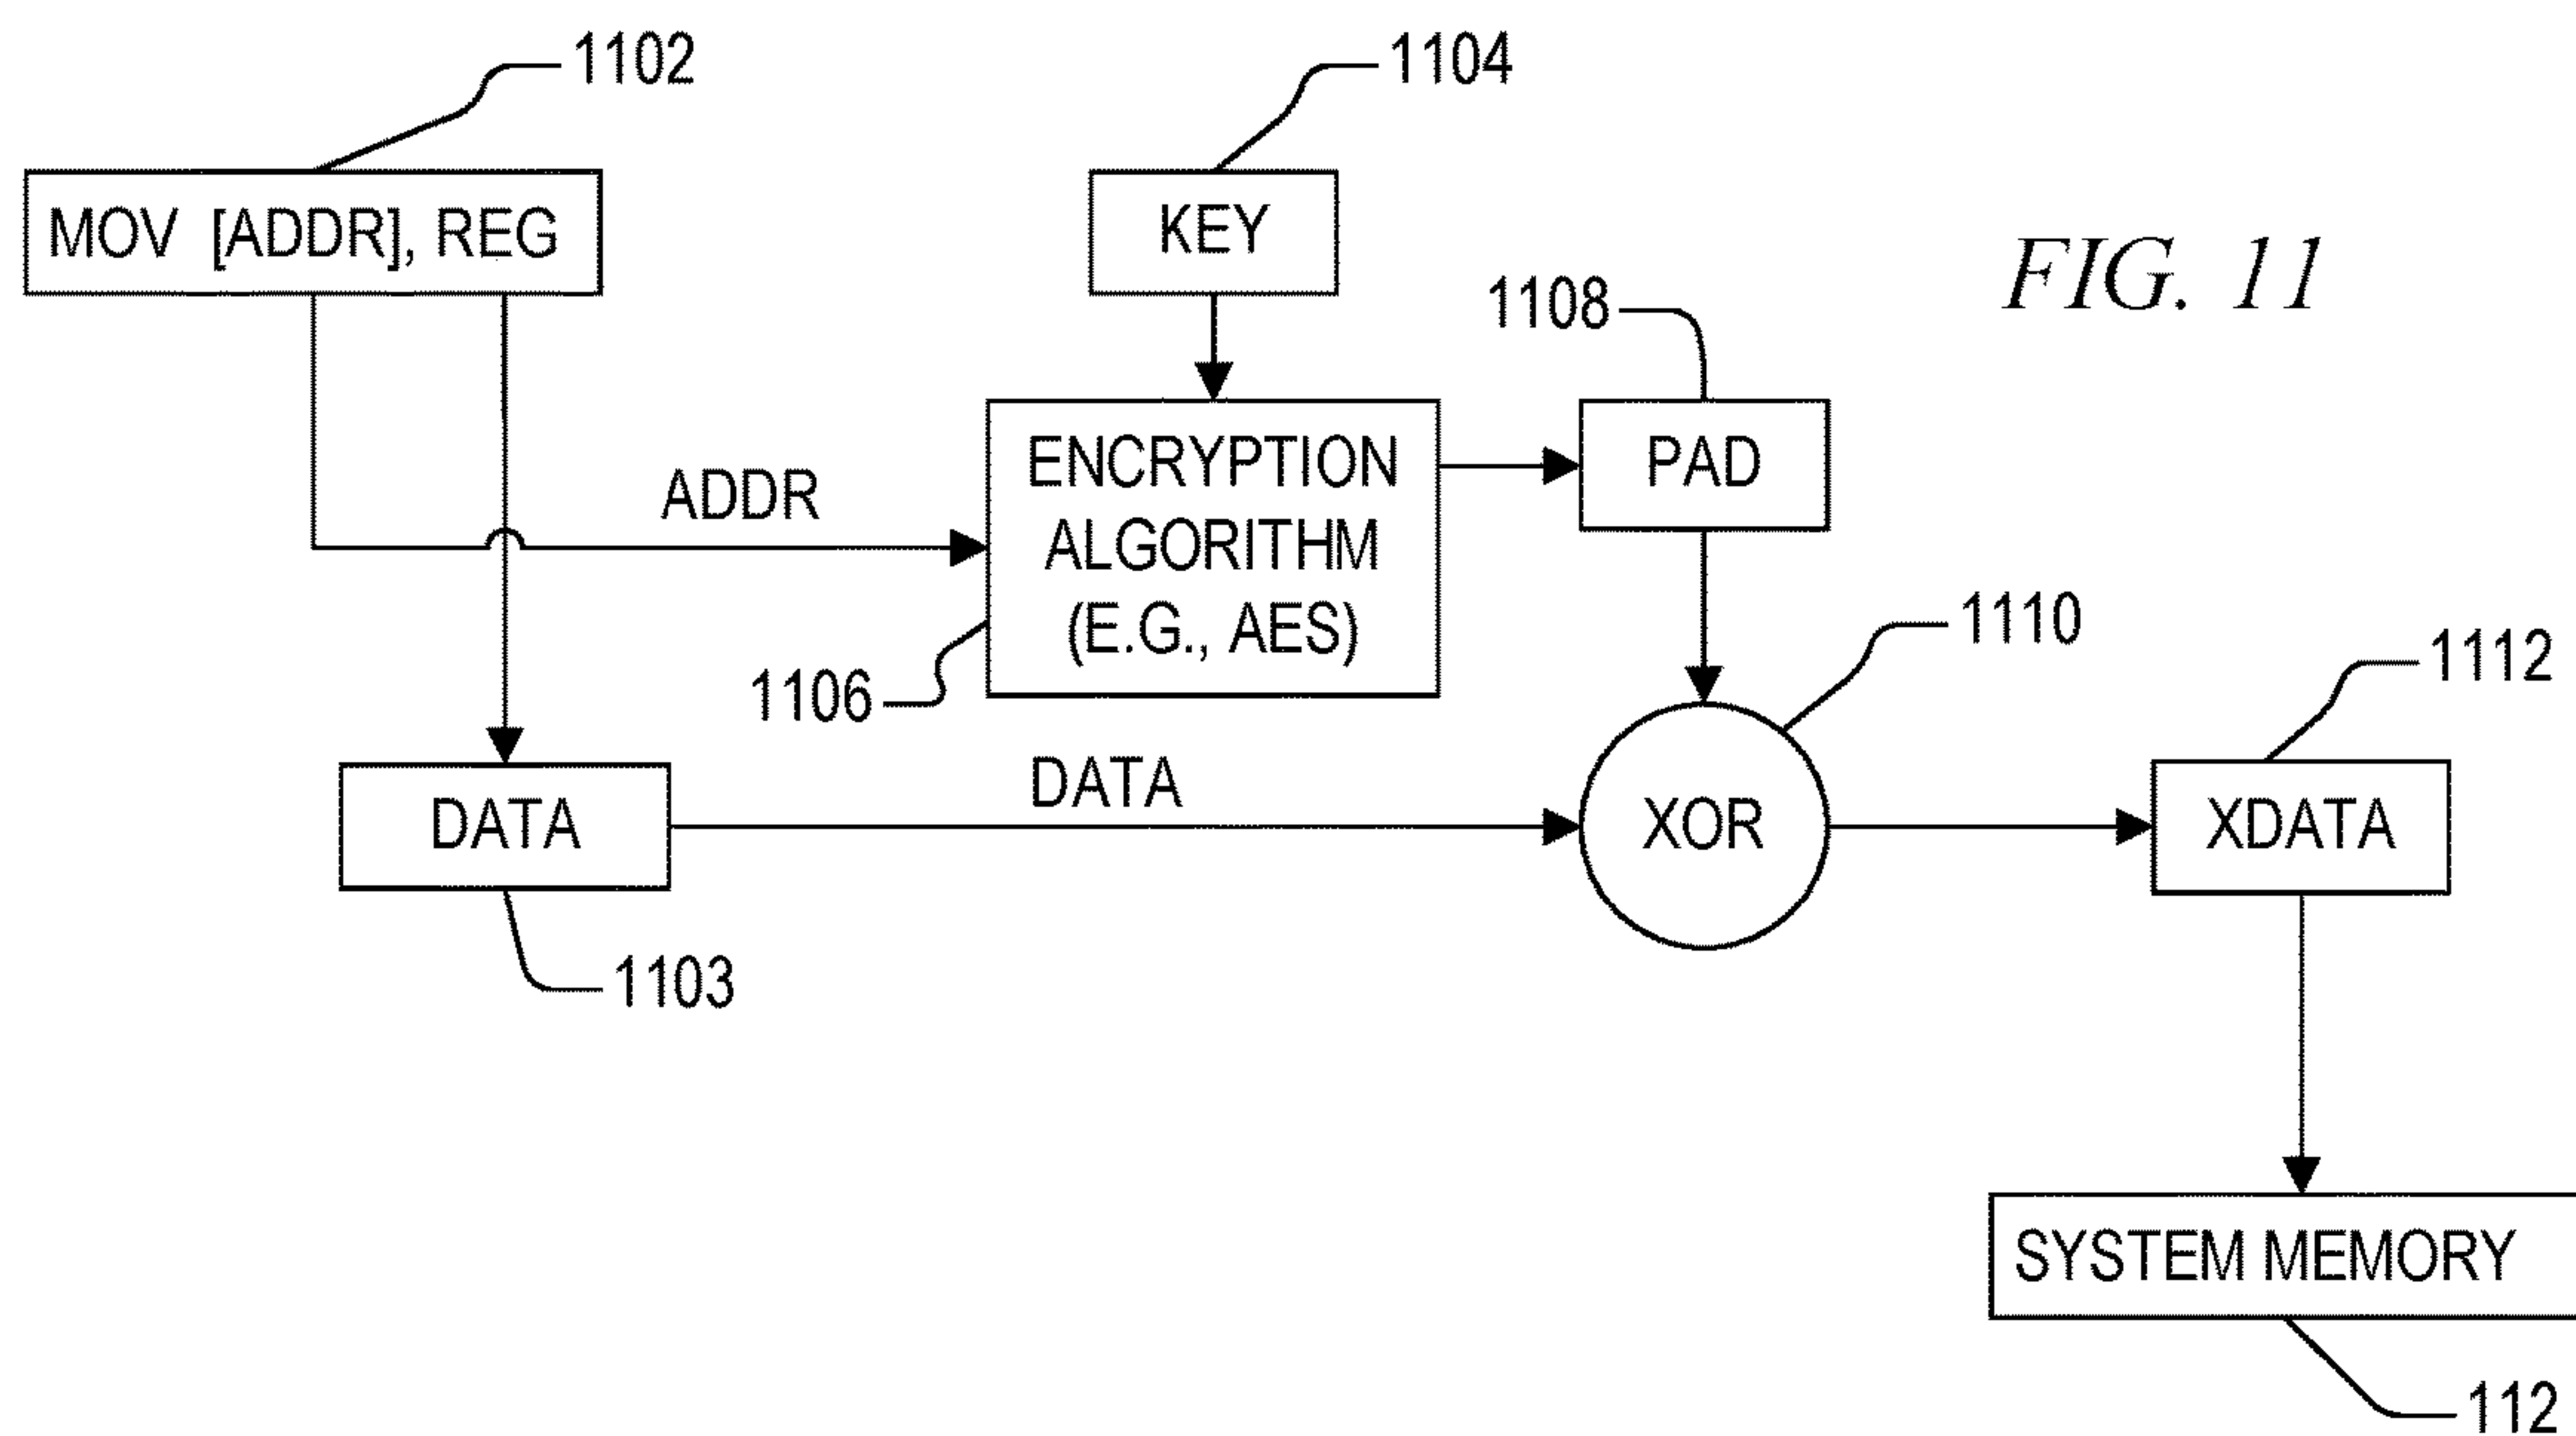 1102
1104
MOV [ADDR], REG
KEY
FIG. 11
1108
ENCRYPTION
ALGORITHM
(E.G., AES)
PAD
ADDR
1106
1110
1112
DATA
DATA
XOR
XDATA
1103
SYSTEM MEMORY
112